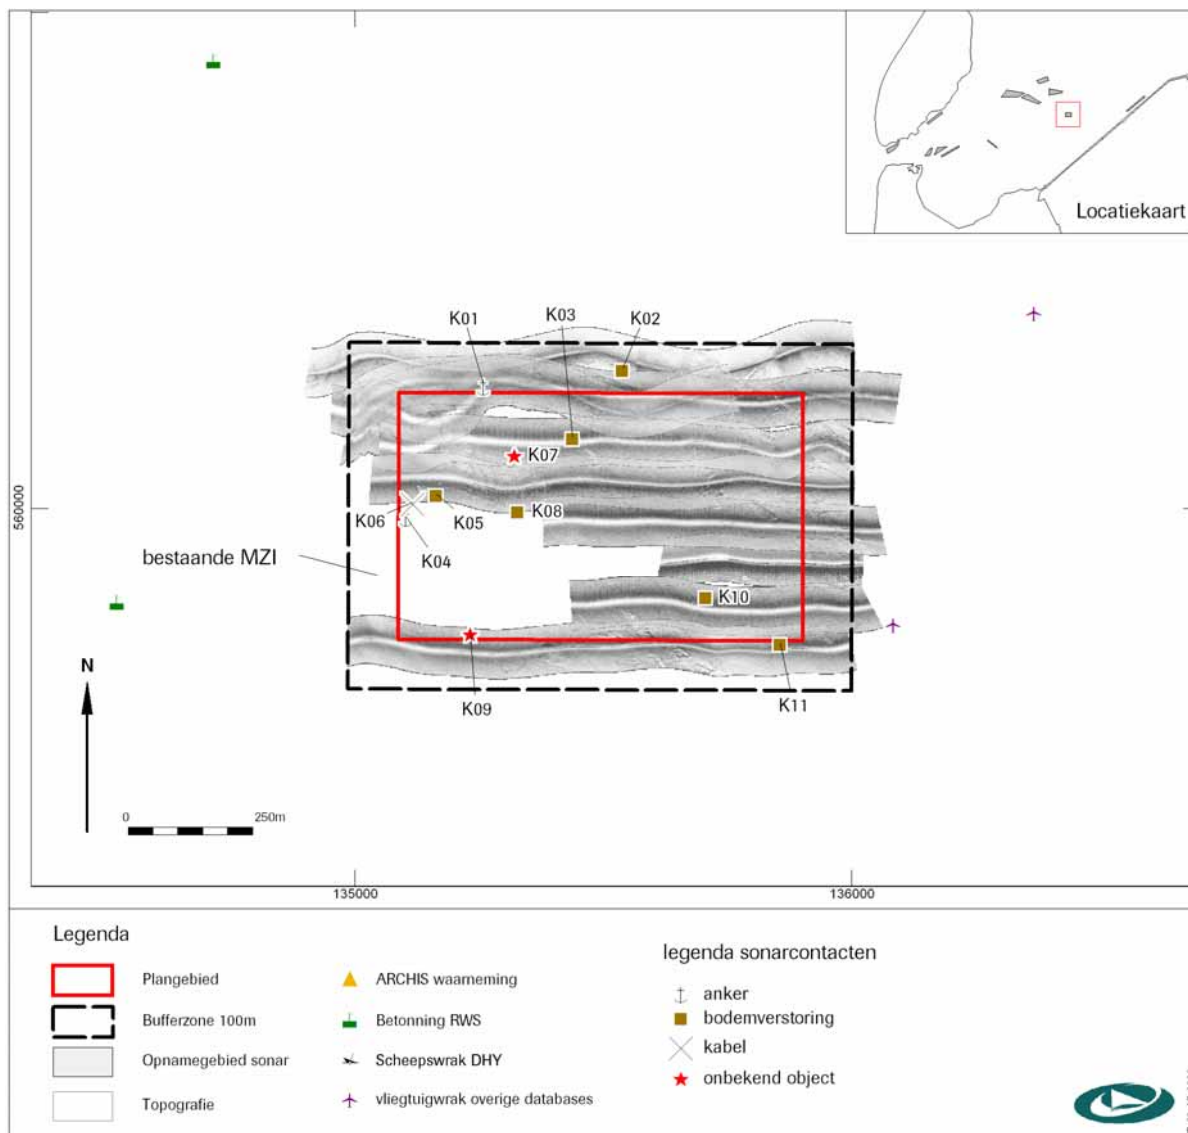 Locatiekaart
K01
K03
K02
K07
560000
K06
K05
K08
K04
bestaande MZI
K10
N
K09
K11
0
250m
135000
136000
Legenda
Plangebied
Bufferzone 100m
Opnamegebied sonar
Topografie
ARCHIS waarneming
Betonning RWS
Scheepswrak DHY
vliegtuigwrak overige databases
legenda sonarcontacten
anker
bodemverstoring
kabel
onbekend object